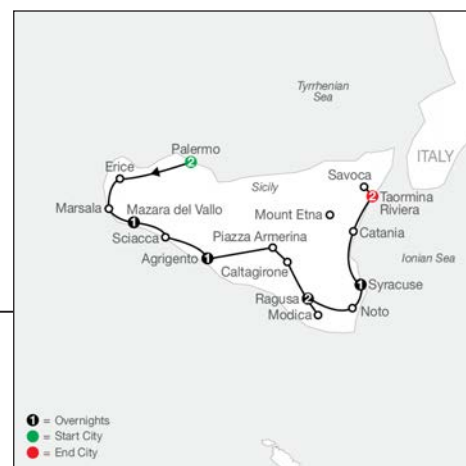 Tyrrhenian
Sea
Palermo
2
Erice
ITALY
Sicily
Savoca
2
Taormina
Riviera
Marsala
Mazara del Vallo
1
Mount Etna
Sciacca
Piazza Armerina
Catania
Agrigento
1
Caltagirone
Ionian Sea
1
Syracuse
Ragusa
2
Modica
Noto
1 = Overnights
= Start City
= End City